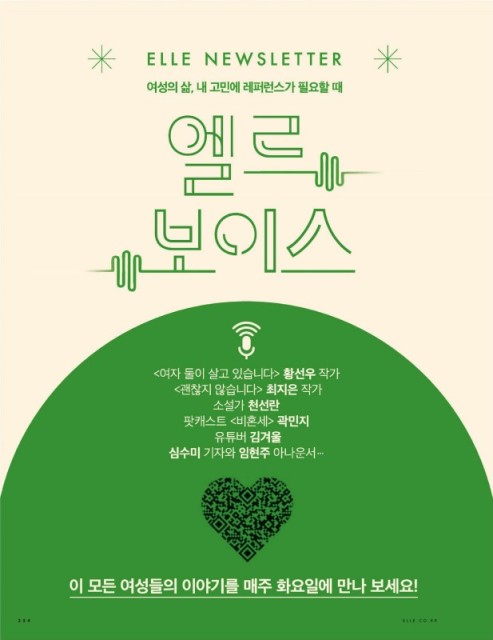 ELLE NEWSLETTER
여성의 삶, 내 고민에 레퍼런스가 필요할 때
엘르
보이스
<여자 둘이 살고 있습니다> 황선우 작가
<괜찮지 않습니다> 최지은 작가
소설가 천선란
팟캐스트 <비혼세> 곽민지
유튜버 김겨울
심수미 기자와 임현주 아나운서…
이 모든 여성들의 이야기를 매주 화요일에 만나 보세요!
ELLE.CO.KR